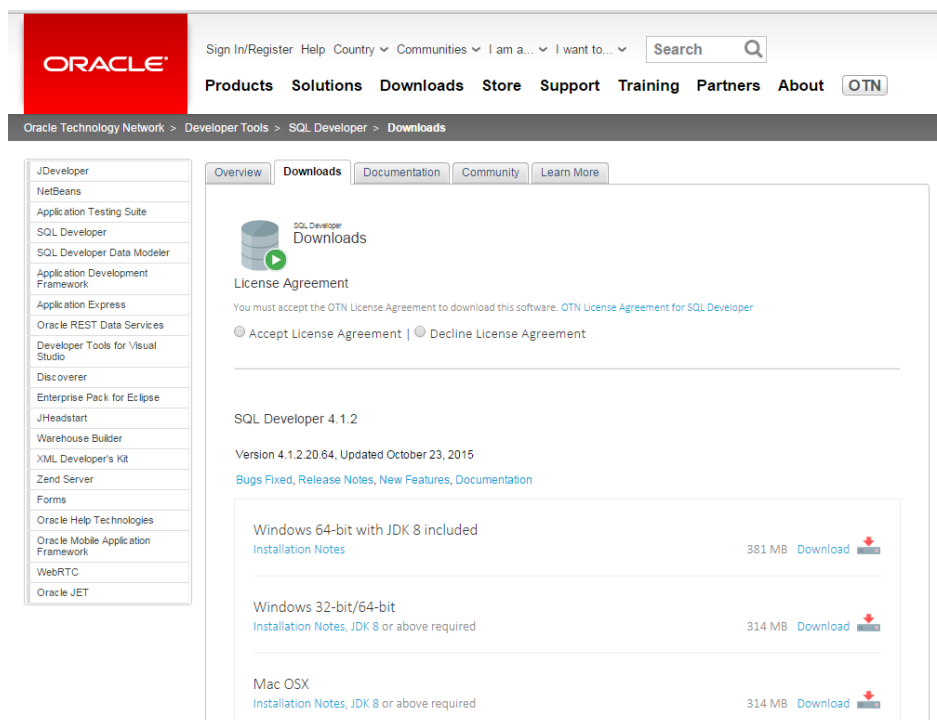 ORACLE
Sign In/Register Help Country Communities I am a... I want to... Search
Products Solutions Downloads Store Support Training Partners About OTN
Oracle Technology Network > Developer Tools > SQL Developer > Downloads
JDeveloper
NetBeans
Application Testing Suite
SQL Developer
SQL Developer Data Modeler
Application Development
Framework
Application Express
Oracle REST Data Services
Developer Tools for Visual
Studio
Discoverer
Enterprise Pack for Eclipse
JHeadstart
Warehouse Builder
XML Developer's Kit
Zend Server
Forms
Oracle Help Technologies
Oracle Mobile Application
Framework
WebRTC
Oracle JET
Overview Downloads Documentation Community Learn More
SQL Developer
Downloads
License Agreement
You must accept the OTN License Agreement to download this software. OTN License Agreement for SQL Developer
Accept License Agreement | Decline License Agreement
SQL Developer 4.1.2
Version 4.1.2.20.64, Updated October 23, 2015
Bugs Fixed, Release Notes, New Features, Documentation
Windows 64-bit with JDK 8 included
Installation Notes 381 MB Download
Windows 32-bit/64-bit
Installation Notes, JDK 8 or above required 314 MB Download
Mac OSX
Installation Notes, JDK 8 or above required 314 MB Download